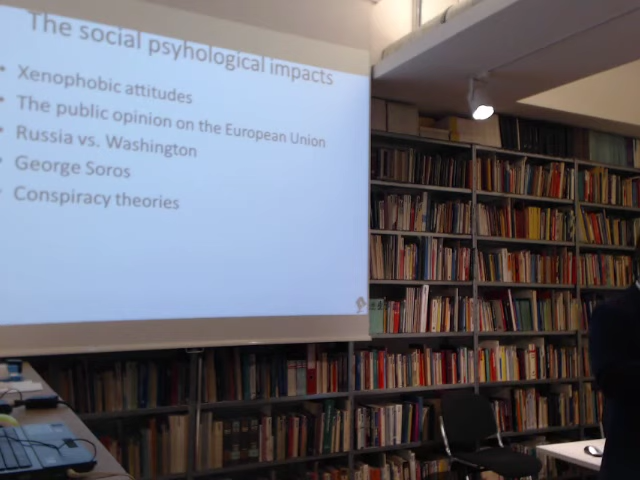 The social psyhological impacts
• Xenophobic attitudes
• The public opinion on the European Union
• Russia vs. Washington
• George Soros
• Conspiracy theories